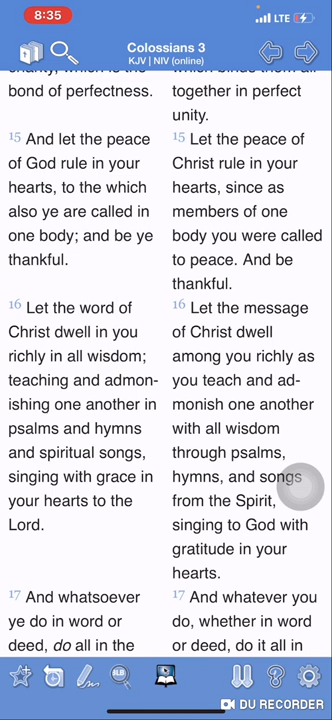 8:35
LTE
Colossians 3
KJV | NIV (online)
bond of perfectness.
15 And let the peace
of God rule in your
hearts, to the which
also ye are called in
one body; and be ye
thankful.
16 Let the word of
Christ dwell in you
richly in all wisdom;
teaching and admon-
ishing one another in
psalms and hymns
and spiritual songs,
singing with grace in
your hearts to the
Lord.
17 And whatsoever
ye do in word or
deed, do all in the
which binds them all
together in perfect
unity.
15 Let the peace of
Christ rule in your
hearts, since as
members of one
body you were called
to peace. And be
thankful.
16 Let the message
of Christ dwell
among you richly as
you teach and ad-
monish one another
with all wisdom
through psalms,
hymns, and songs
from the Spirit,
singing to God with
gratitude in your
hearts.
17 And whatever you
do, whether in word
or deed, do it all in
BLB
DU RECORDER